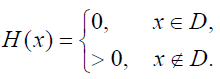 H(x) = { 0, x ∈ D,
> 0, x ∉ D.